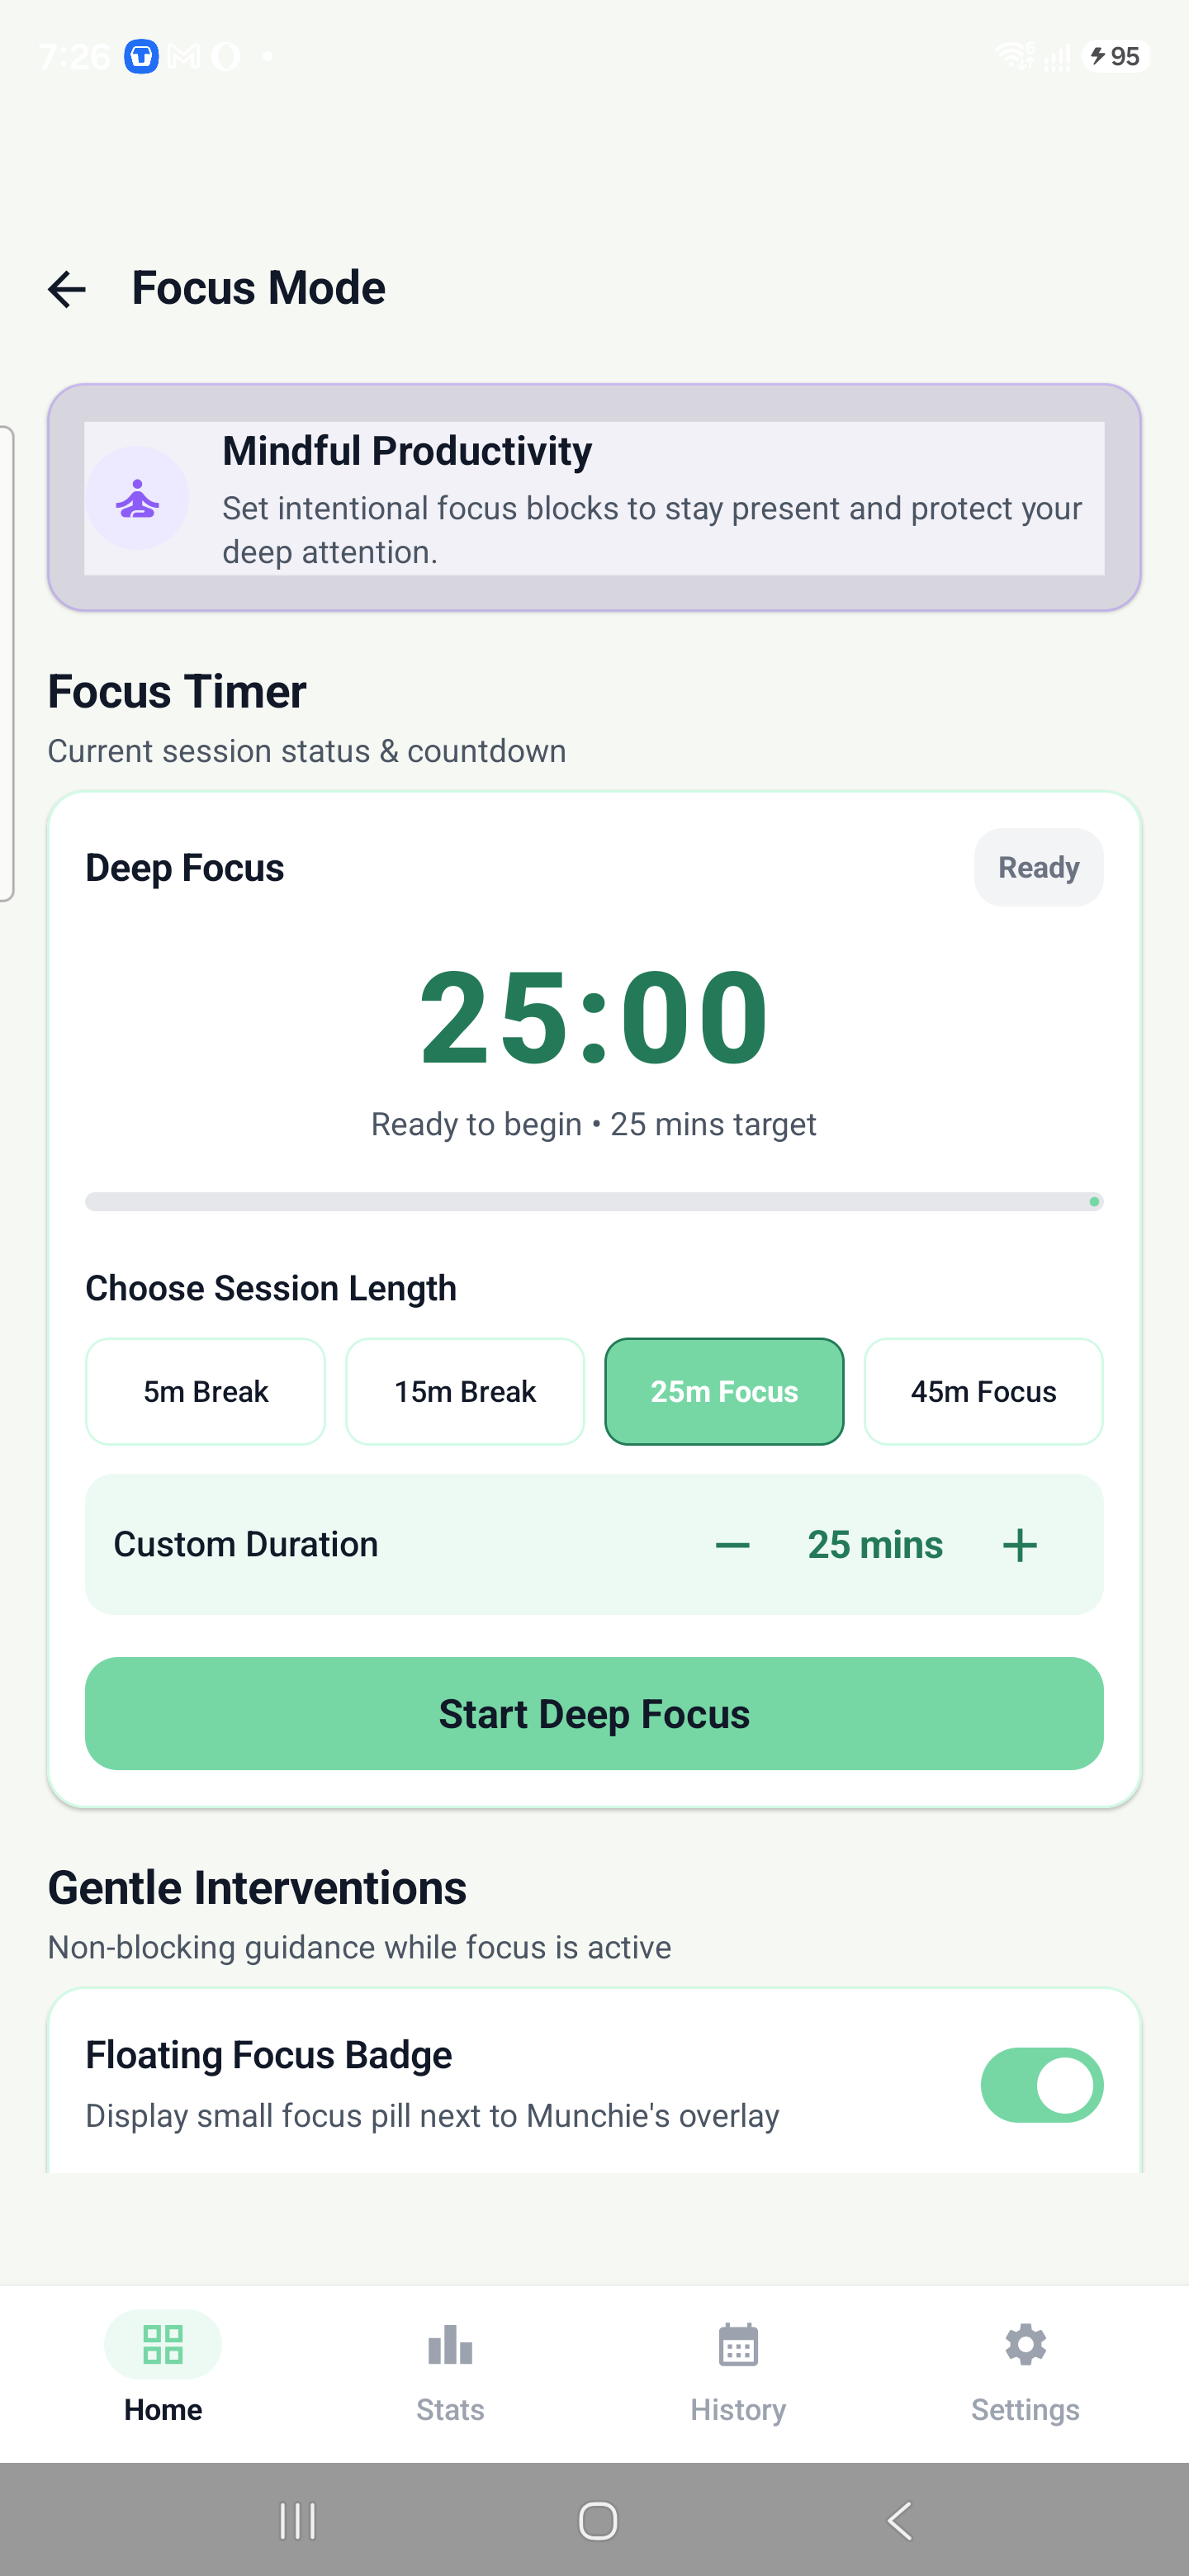 7:26
95
Focus Mode
Mindful Productivity
Set intentional focus blocks to stay present and protect your
deep attention.
Focus Timer
Current session status & countdown
Deep Focus
Ready
25:00
Ready to begin • 25 mins target
Choose Session Length
5m Break
15m Break
25m Focus
45m Focus
Custom Duration
25 mins
Start Deep Focus
Gentle Interventions
Non-blocking guidance while focus is active
Floating Focus Badge
Display small focus pill next to Munchie's overlay
Home
Stats
History
Settings